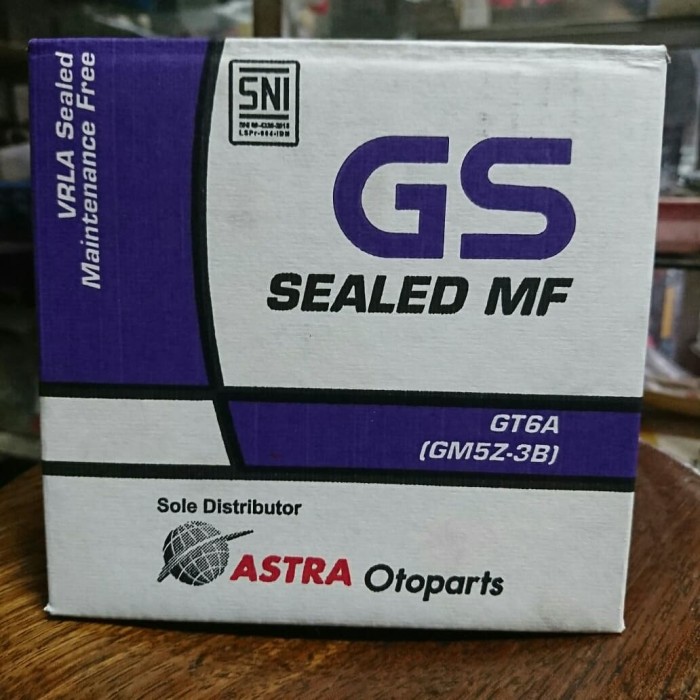 VRLA Sealed
Maintenance Free
SNI
GS
SEALED MF
GT6A
(GM5Z-3B)
Sole Distributor
ASTRA Otoparts